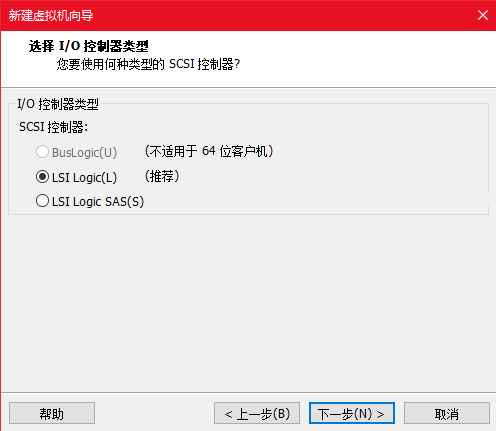 新建虚拟机向导
选择 I/O 控制器类型
您要使用何种类型的 SCSI 控制器?
I/O 控制器类型
SCSI 控制器:
BusLogic(U) (不适用于 64 位客户机)
LSI Logic(L) (推荐)
LSI Logic SAS(S)
帮助 < 上一步(B) 下一步(N) > 取消